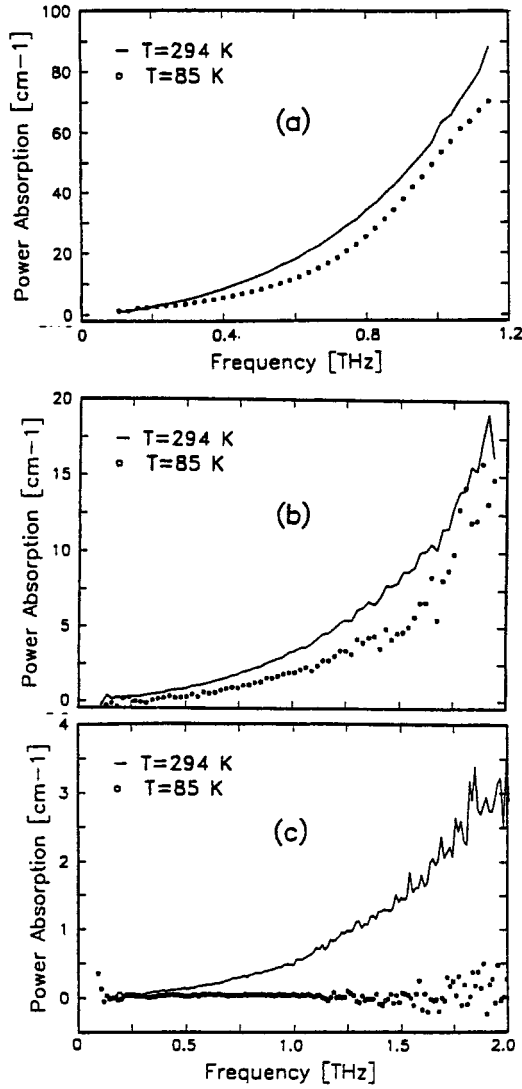 100
80
60
40
20
0
Power Absorption [cm−1]
— T=294 K
T=85 K
(a)
0 0.4 0.8 1.2
Frequency [THz]
20
15
10
5
0
Power Absorption [cm−1]
— T=294 K
T=85 K
(b)
4
3
2
1
0
Power Absorption [cm−1]
— T=294 K
T=85 K
(c)
0 0.5 1.0 1.5 2.0
Frequency [THz]